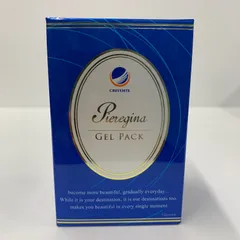 Pieregina
GEL PACK
become more beautiful, gradually everyday...
While it is your destination, it is our destinations too
makes you beautiful in every single moment